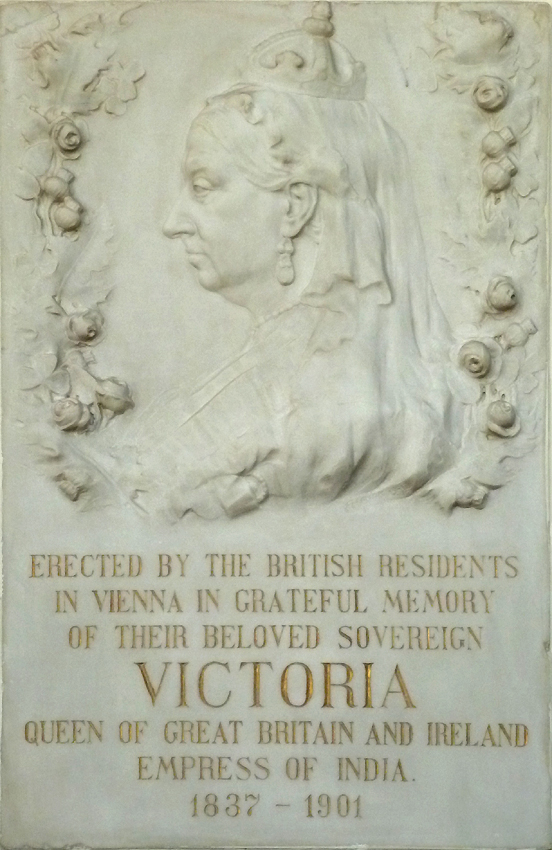 ERECTED BY THE BRITISH RESIDENTS
IN VIENNA IN GRATEFUL MEMORY
OF THEIR BELOVED SOVEREIGN
VICTORIA
QUEEN OF GREAT BRITAIN AND IRELAND
EMPRESS OF INDIA.
1837 – 1901